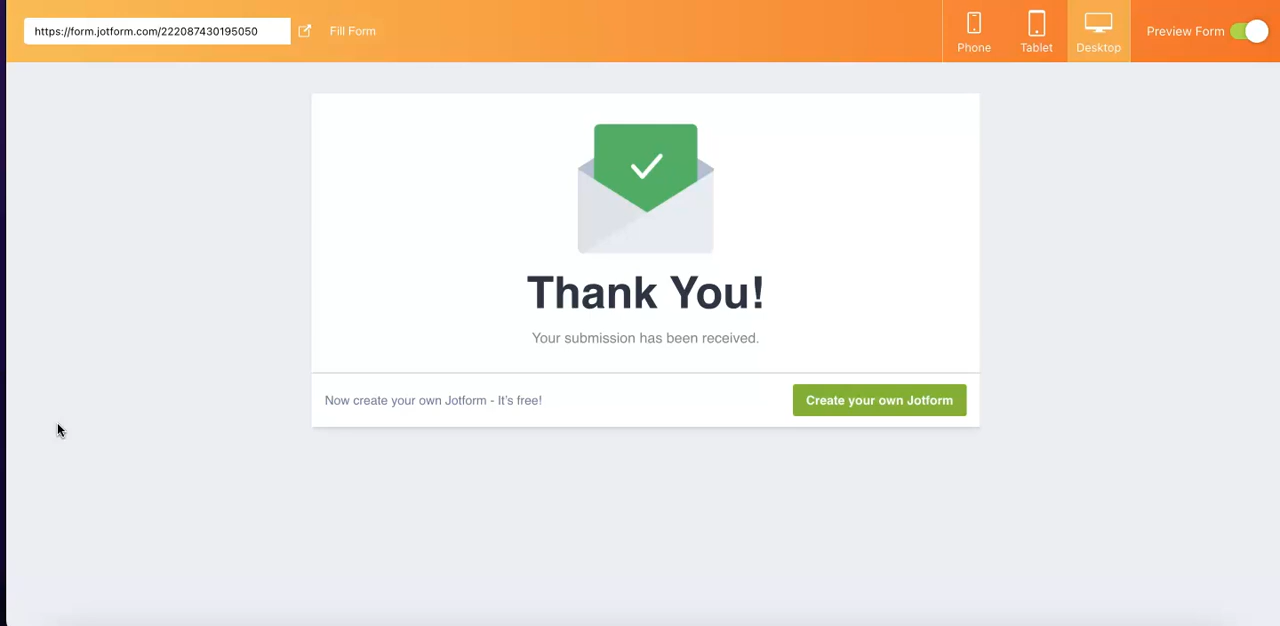 https://form.jotform.com/222087430195050
Fill Form
Phone
Tablet
Desktop
Preview Form
Thank You!
Your submission has been received.
Now create your own Jotform - It's free!
Create your own Jotform